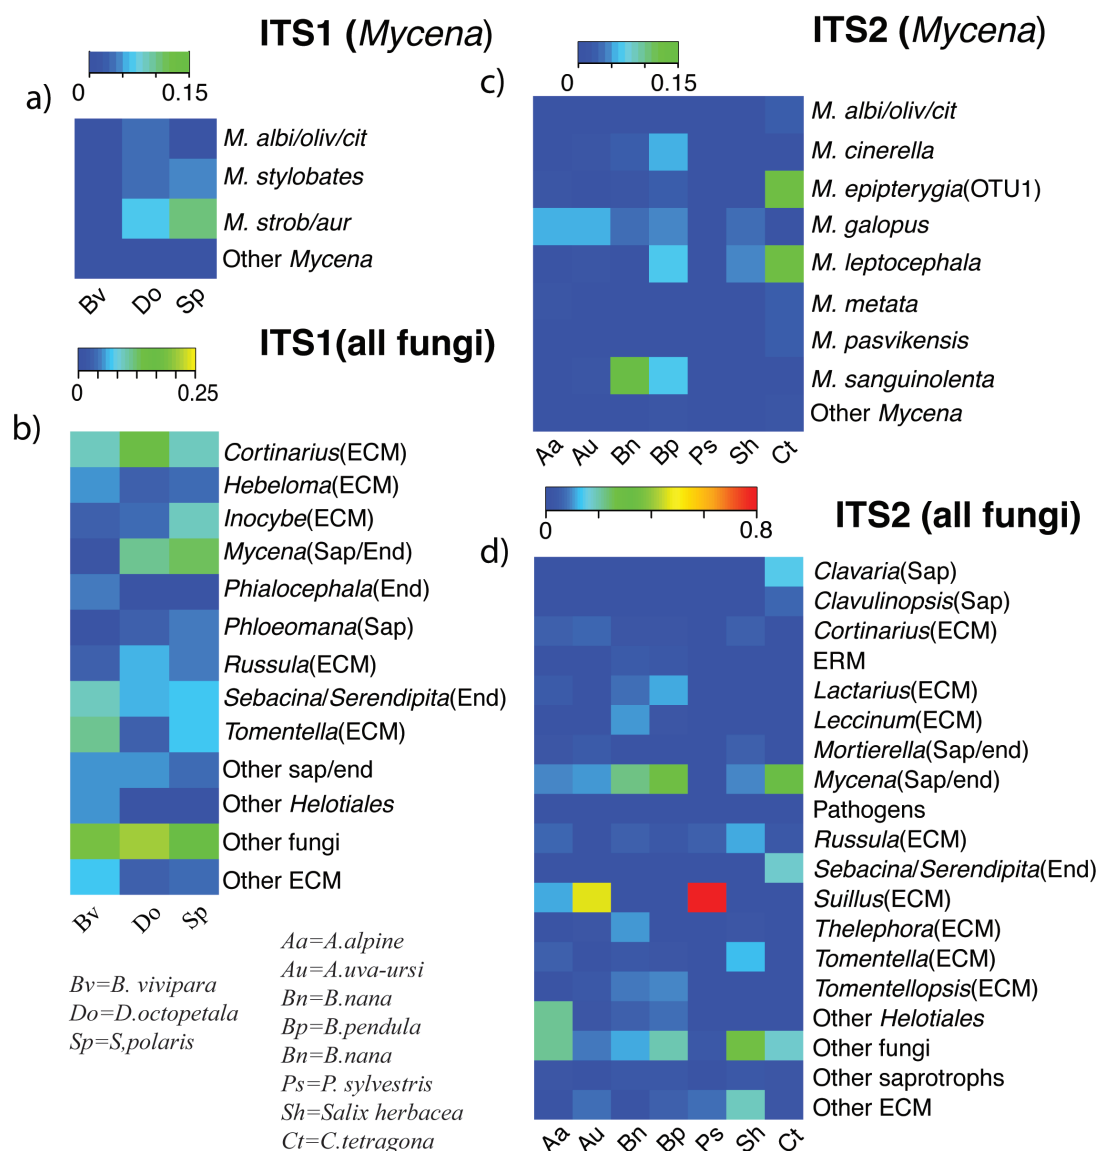 ITS1 (Mycena)
0 0.15
a)
M. albi/oliv/cit
M. stylobates
M. strob/aur
Other Mycena
Bv Do Sp
ITS1(all fungi)
0 0.25
b)
Cortinarius(ECM)
Hebeloma(ECM)
Inocybe(ECM)
Mycena(Sap/End)
Phialocephala(End)
Phloeomana(Sap)
Russula(ECM)
Sebacina/Serendipita(End)
Tomentella(ECM)
Other sap/end
Other Helotiales
Other fungi
Other ECM
Bv Do Sp
Bv=B. vivipara
Do=D.octopetala
Sp=S,polaris
Aa=A.alpine
Au=A.uva-ursi
Bn=B.nana
Bp=B.pendula
Bn=B.nana
Ps=P. sylvestris
Sh=Salix herbacea
Ct=C.tetragona
ITS2 (Mycena)
0 0.15
c)
M. albi/oliv/cit
M. cinerella
M. epipterygia(OTU1)
M. galopus
M. leptocephala
M. metata
M. pasvikensis
M. sanguinolenta
Other Mycena
Aa Au Bn Bp Ps Sh Ct
0 0.8
ITS2 (all fungi)
d)
Clavaria(Sap)
Clavulinopsis(Sap)
Cortinarius(ECM)
ERM
Lactarius(ECM)
Leccinum(ECM)
Mortierella(Sap/end)
Mycena(Sap/end)
Pathogens
Russula(ECM)
Sebacina/Serendipita(End)
Suillus(ECM)
Thelephora(ECM)
Tomentella(ECM)
Tomentellopsis(ECM)
Other Helotiales
Other fungi
Other saprotrophs
Other ECM
Aa Au Bn Bp Ps Sh Ct